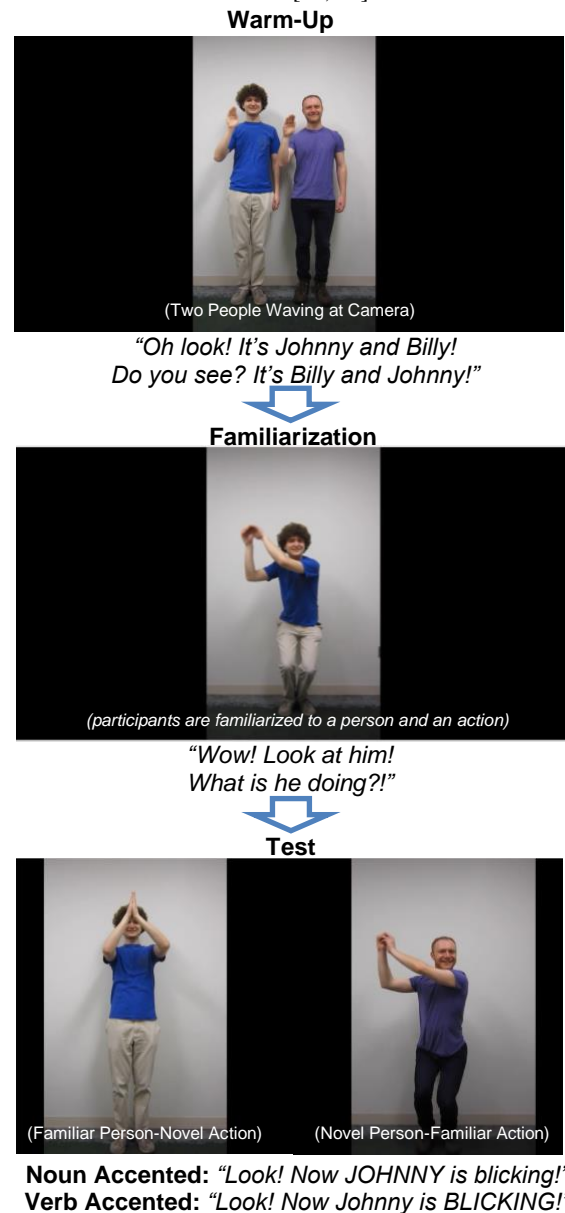 Warm-Up
(Two People Waving at Camera)
“Oh look! It’s Johnny and Billy!
Do you see? It’s Billy and Johnny!”
Familiarization
(participants are familiarized to a person and an action)
“Wow! Look at him!
What is he doing?!”
Test
(Familiar Person-Novel Action) (Novel Person-Familiar Action)
Noun Accented: “Look! Now JOHNNY is blicking!”
Verb Accented: “Look! Now Johnny is BLICKING!”